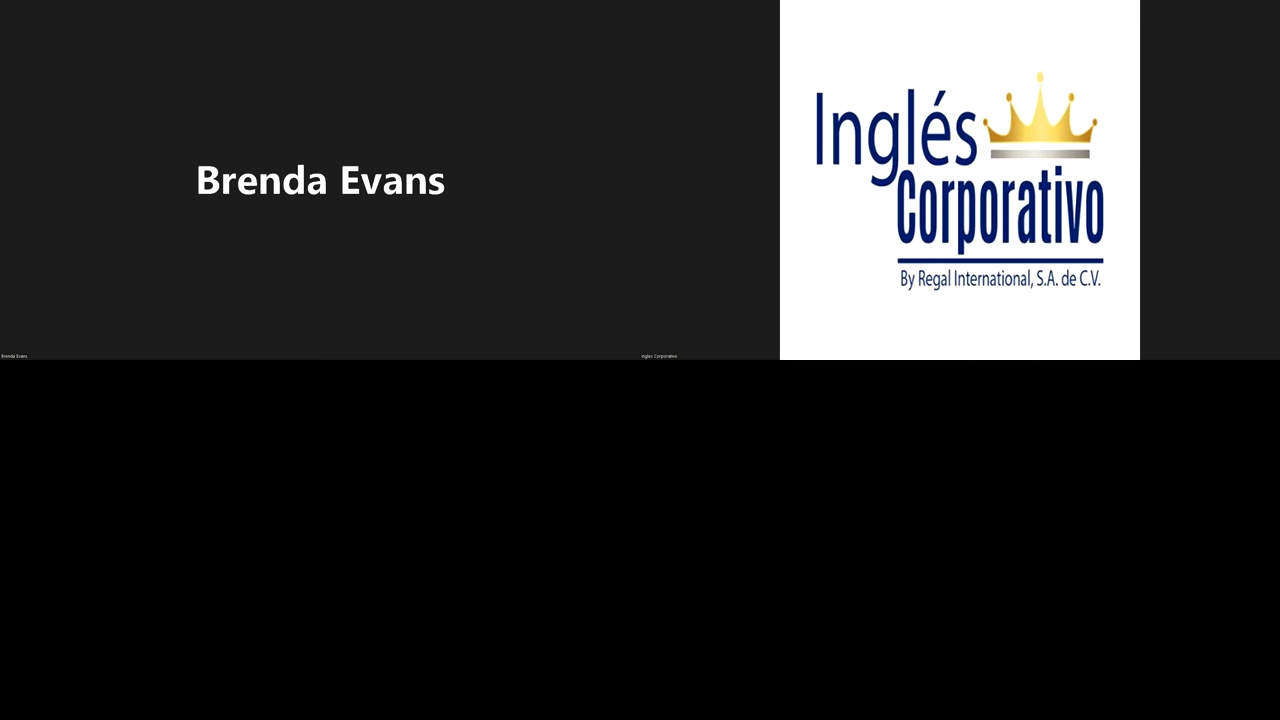 Brenda Evans
Inglés
Corporativo
By Regal International, S.A. de C.V.
Brenda Evans
Ingles Corporativo